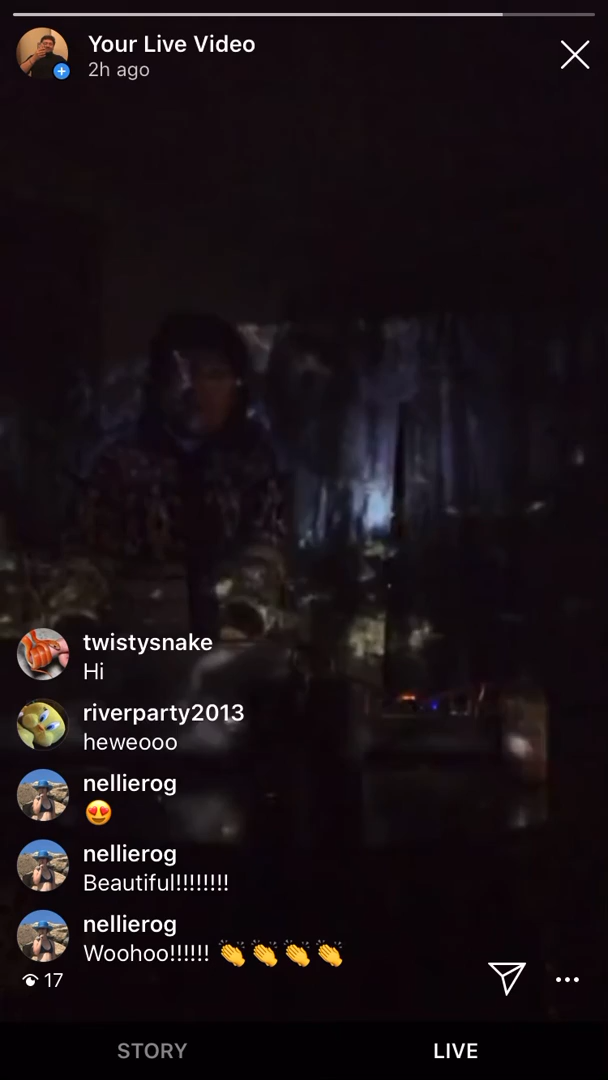 Your Live Video
2h ago
twistysnake
Hi
riverparty2013
heweooo
nellierog
😍
nellierog
Beautiful!!!!!!!!
nellierog
Woohoo!!!!!! 👏👏👏👏
17
STORY LIVE